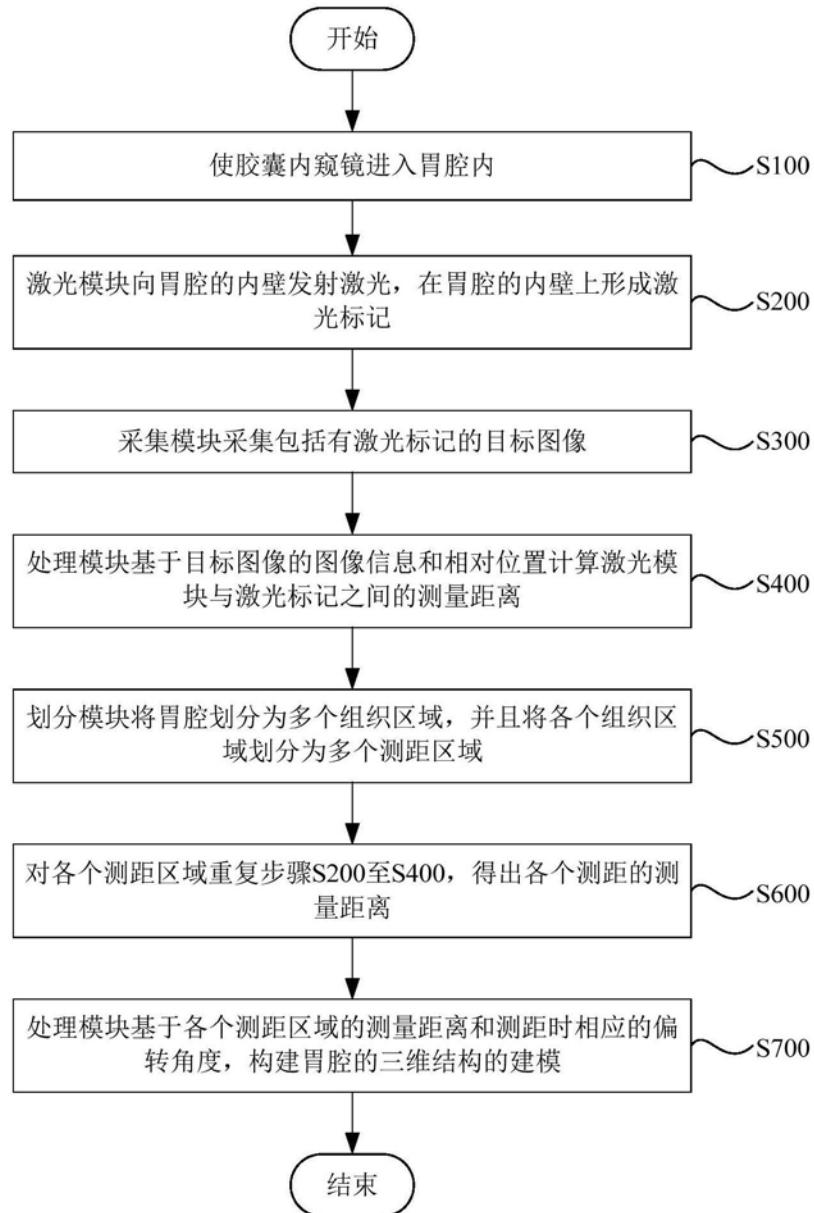 开始
使胶囊内窥镜进入胃腔内
S100
激光模块向胃腔的内壁发射激光，在胃腔的内壁上形成激
光标记
S200
采集模块采集包括有激光标记的目标图像
S300
处理模块基于目标图像的图像信息和相对位置计算激光模
块与激光标记之间的测量距离
S400
划分模块将胃腔划分为多个组织区域，并且将各个组织区
域划分为多个测距区域
S500
对各个测距区域重复步骤S200至S400，得出各个测距的测
量距离
S600
处理模块基于各个测距区域的测量距离和测距时相应的偏
转角度，构建胃腔的三维结构的建模
S700
结束